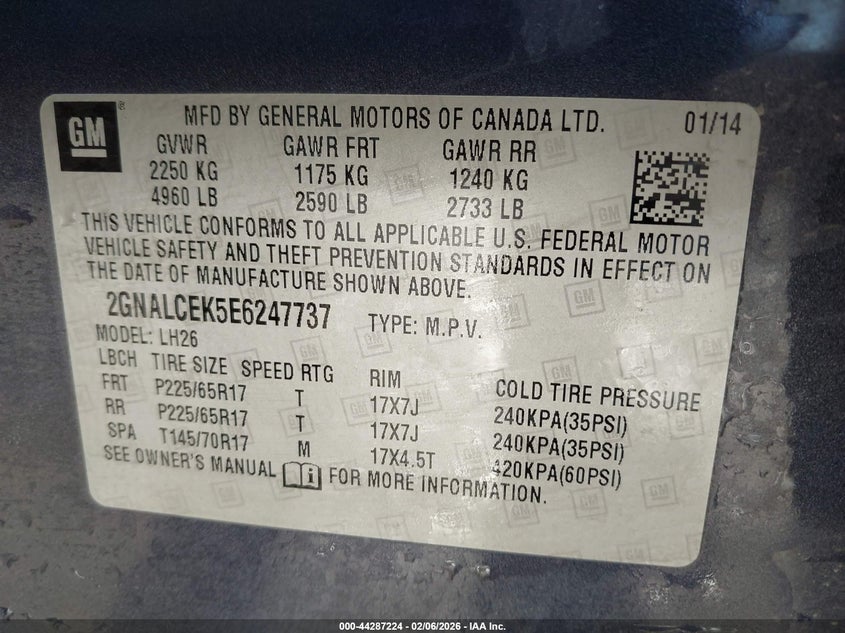 GM ®
MFD BY GENERAL MOTORS OF CANADA LTD. 01/14
GVWR GAWR FRT GAWR RR
2250 KG 1175 KG 1240 KG
4960 LB 2590 LB 2733 LB
THIS VEHICLE CONFORMS TO ALL APPLICABLE U.S. FEDERAL MOTOR
VEHICLE SAFETY AND THEFT PREVENTION STANDARDS IN EFFECT ON
THE DATE OF MANUFACTURE SHOWN ABOVE.
2GNALCEK5E6247737 TYPE: M.P.V.
MODEL: LH26
LBCH TIRE SIZE SPEED RTG RIM COLD TIRE PRESSURE
FRT P225/65R17 T 17X7J 240KPA(35PSI)
RR P225/65R17 T 17X7J 240KPA(35PSI)
SPA T145/70R17 M 17X4.5T 420KPA(60PSI)
SEE OWNER'S MANUAL FOR MORE INFORMATION.
000-44287224 - 02/06/2026 - IAA Inc.